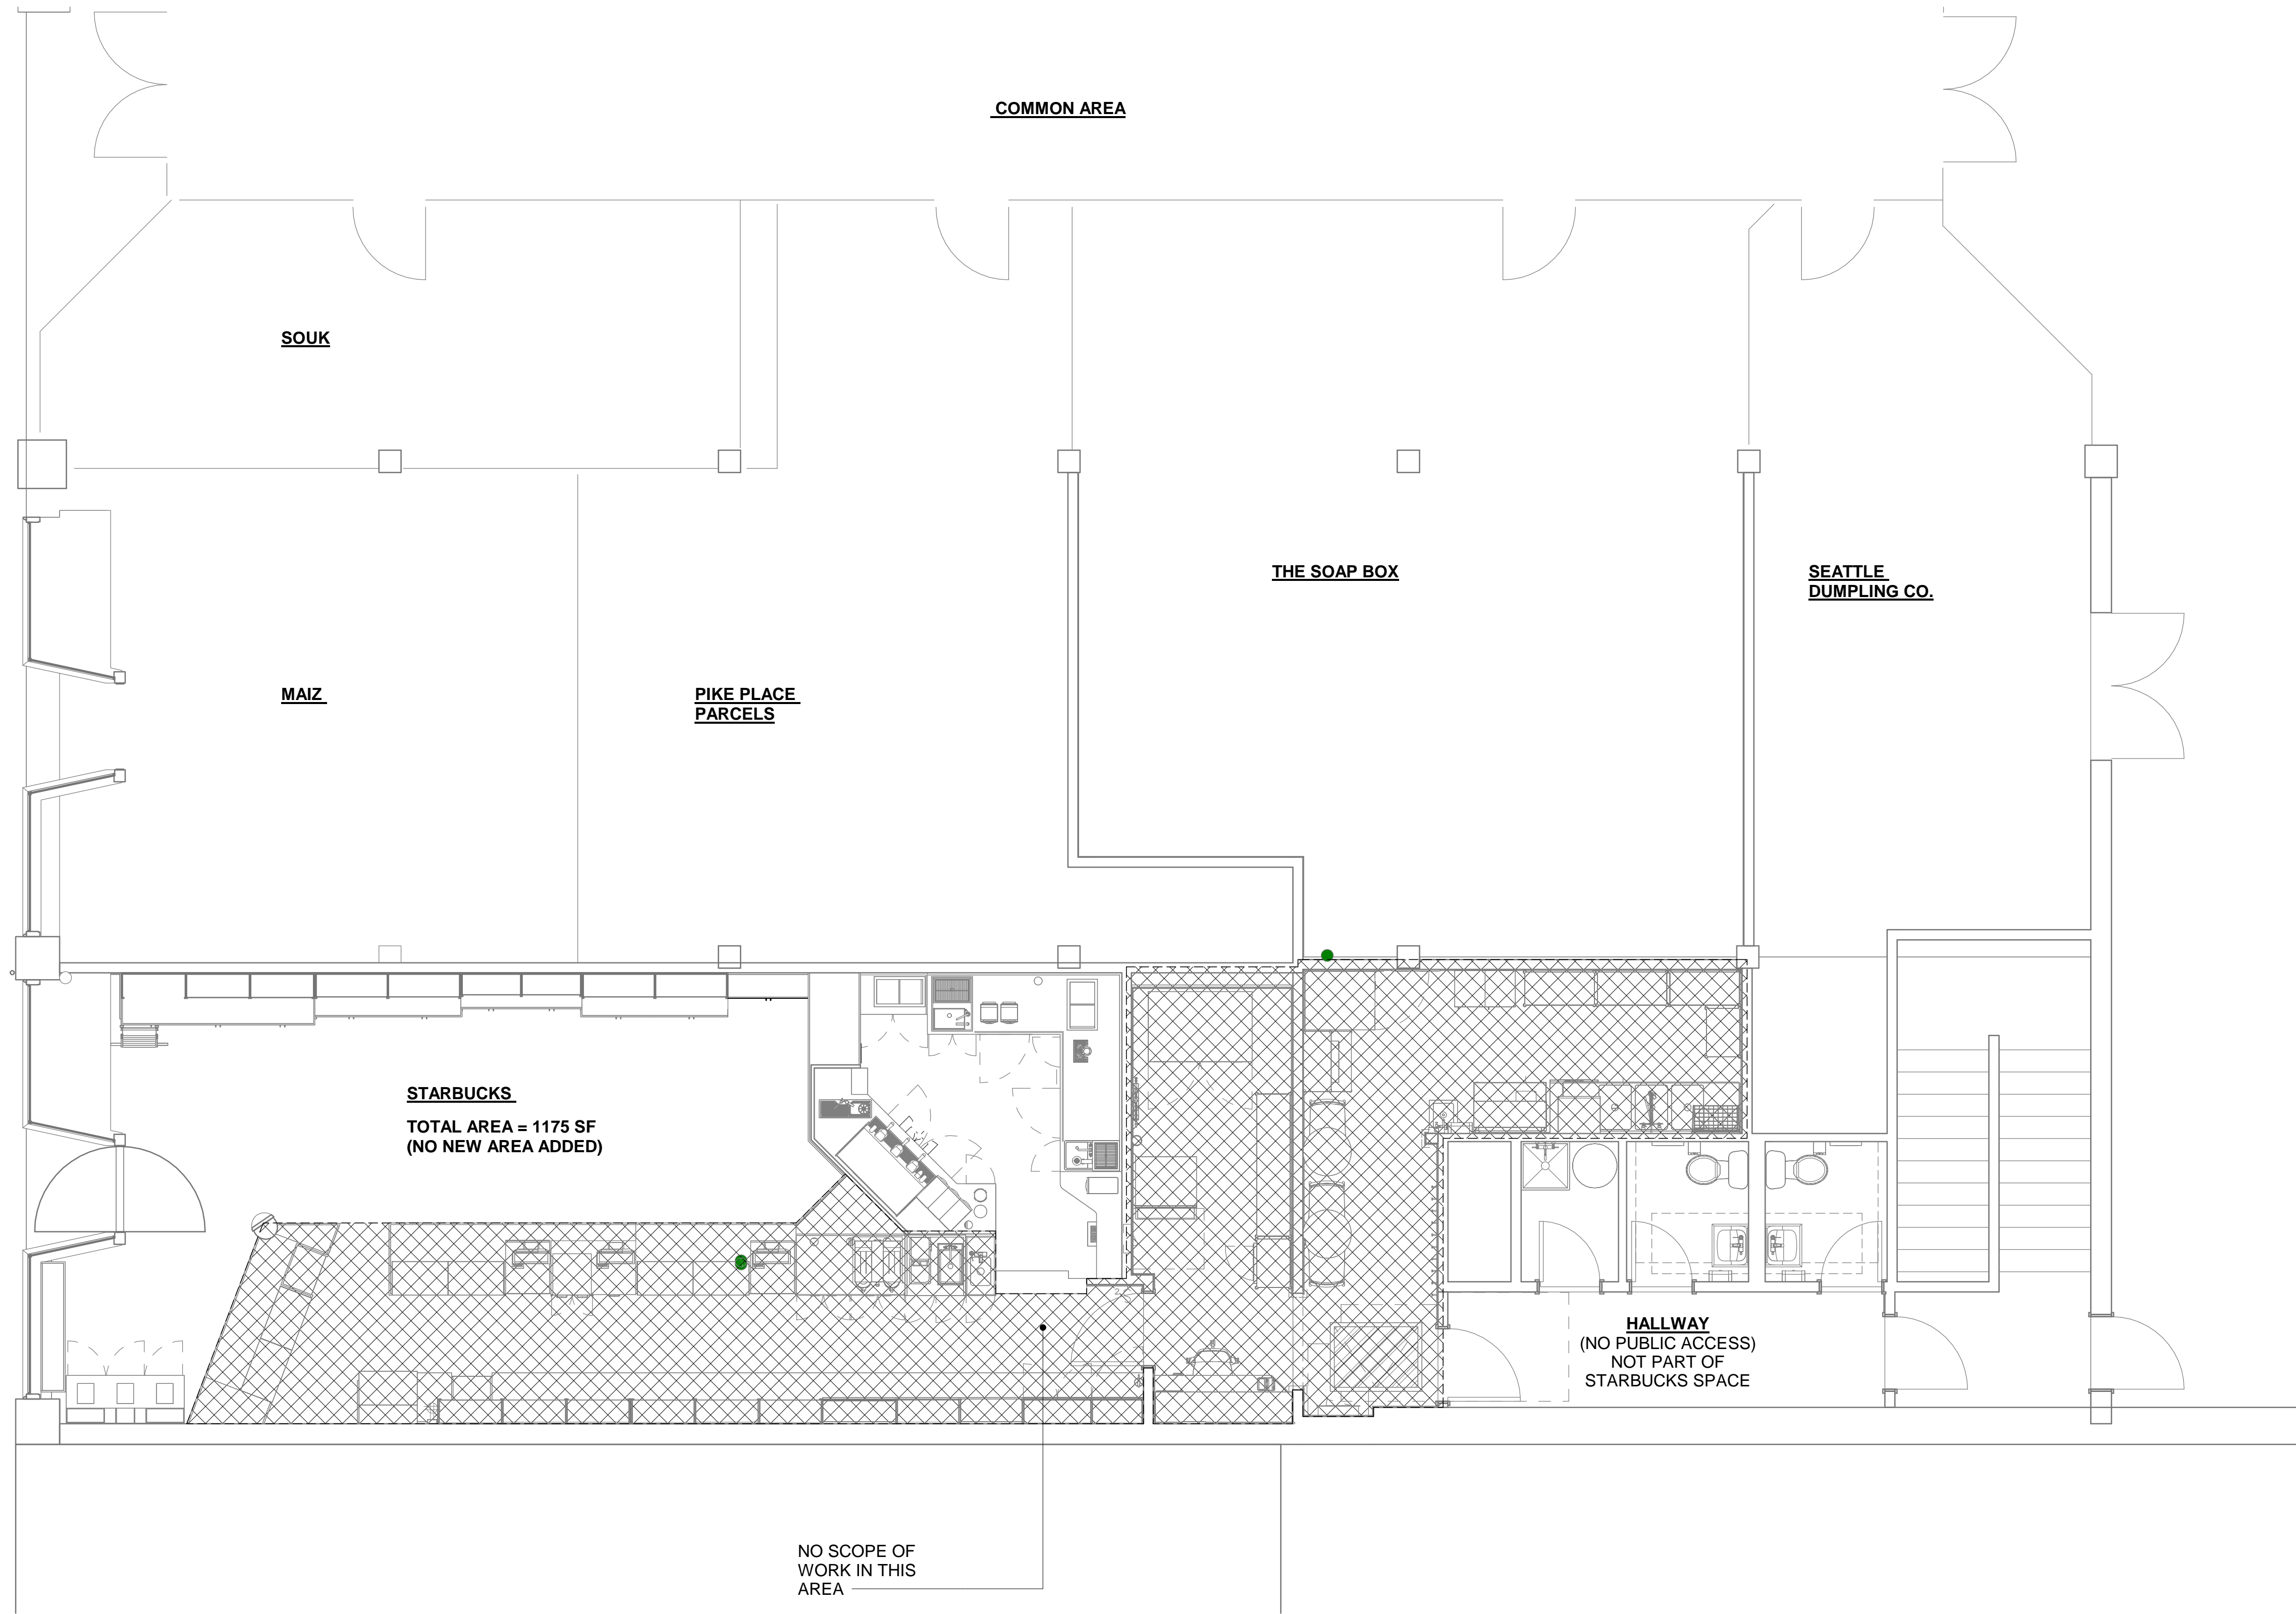 COMMON AREA
SOUK
THE SOAP BOX
SEATTLE
DUMPLING CO.
MAIZ
PIKE PLACE
PARCELS
STARBUCKS
TOTAL AREA = 1175 SF
(NO NEW AREA ADDED)
HALLWAY
(NO PUBLIC ACCESS)
NOT PART OF
STARBUCKS SPACE
NO SCOPE OF
WORK IN THIS
AREA